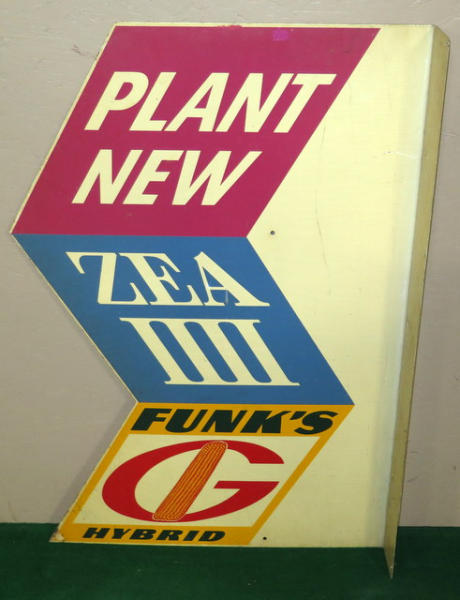 PLANT
NEW
ZEA
IIII
FUNK'S
G
HYBRID